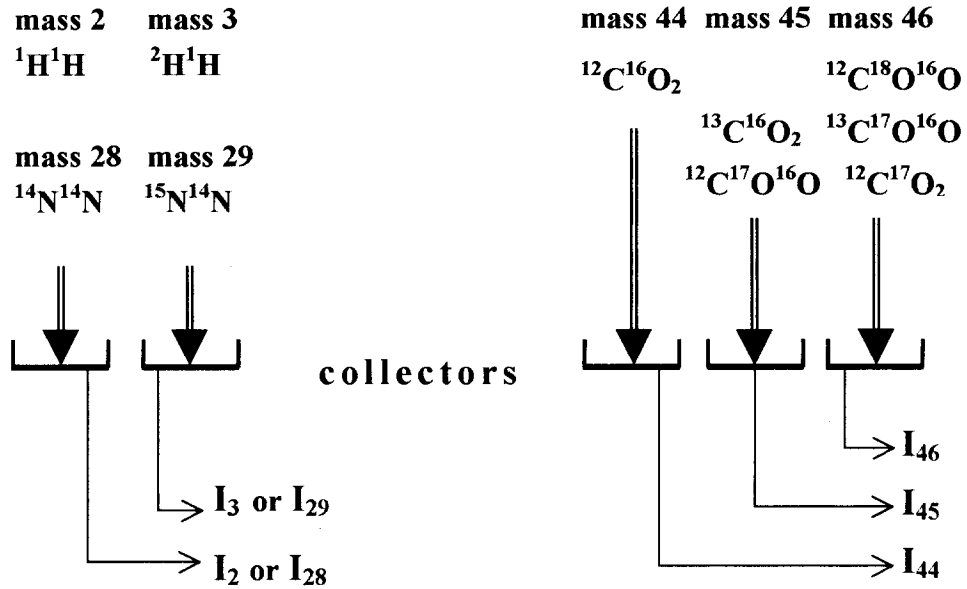 mass 2 mass 3
¹H¹H ²H¹H
mass 28 mass 29
¹⁴N¹⁴N ¹⁵N¹⁴N
mass 44 mass 45 mass 46
¹²C¹⁶O₂ ¹²C¹⁸O¹⁶O
¹³C¹⁶O₂ ¹³C¹⁷O¹⁶O
¹²C¹⁷O¹⁶O ¹²C¹⁷O₂
collectors
I₃ or I₂₉
I₂ or I₂₈
I₄₆
I₄₅
I₄₄